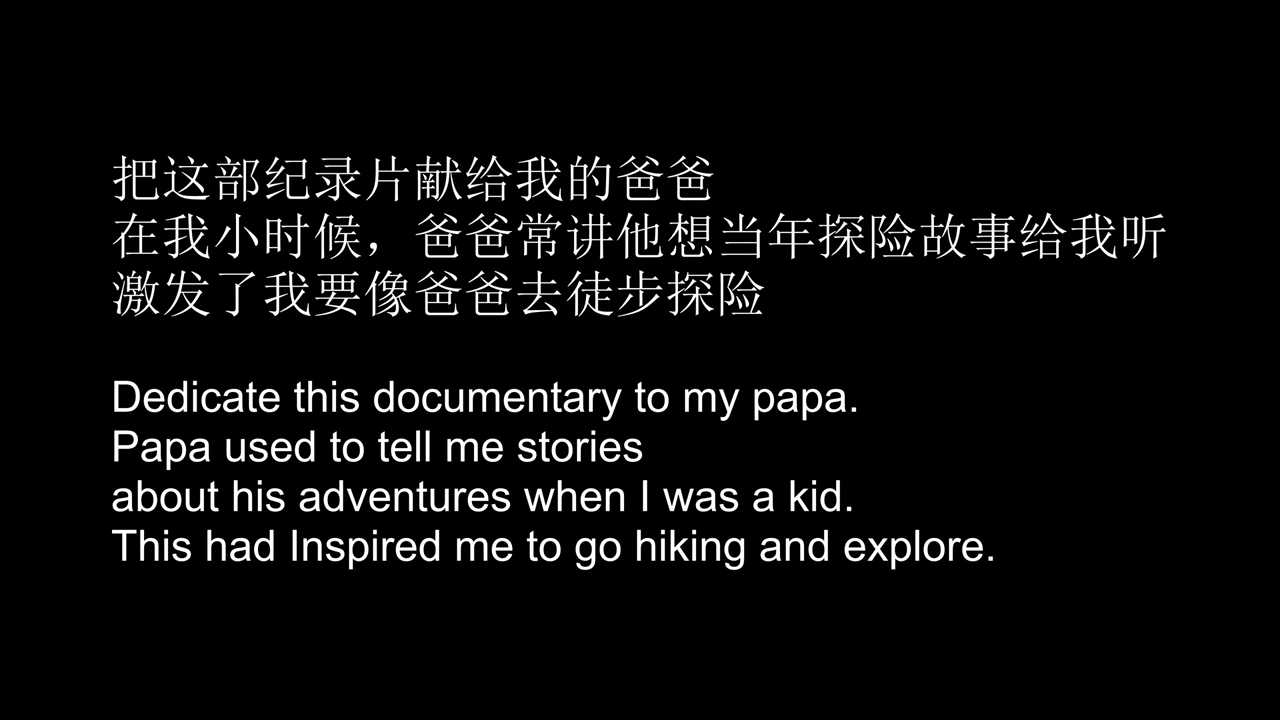 把这部纪录片献给我的爸爸
在我小时候，爸爸常讲他想当年探险故事给我听
激发了我要像爸爸去徒步探险
Dedicate this documentary to my papa.
Papa used to tell me stories
about his adventures when I was a kid.
This had Inspired me to go hiking and explore.